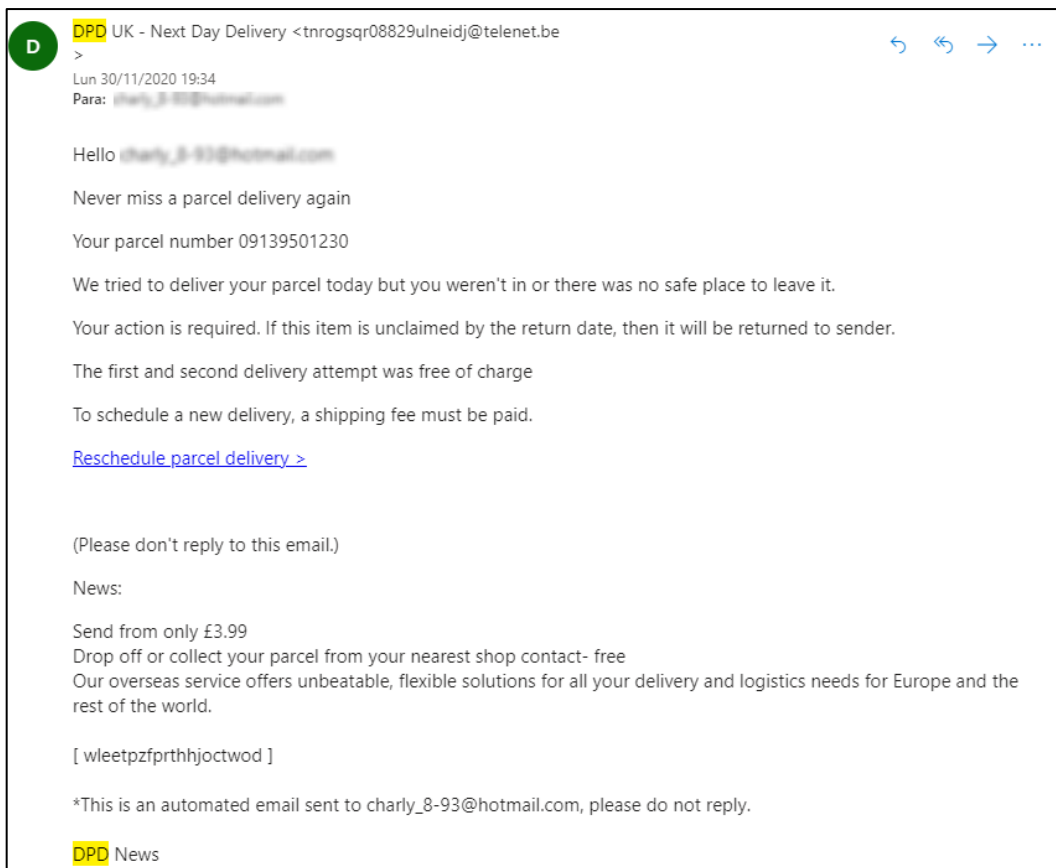 D
DPD UK - Next Day Delivery <tnrogsqr08829ulneidj@telenet.be
>
Lun 30/11/2020 19:34
Para:
Hello
Never miss a parcel delivery again
Your parcel number 09139501230
We tried to deliver your parcel today but you weren't in or there was no safe place to leave it.
Your action is required. If this item is unclaimed by the return date, then it will be returned to sender.
The first and second delivery attempt was free of charge
To schedule a new delivery, a shipping fee must be paid.
Reschedule parcel delivery >
(Please don't reply to this email.)
News:
Send from only £3.99
Drop off or collect your parcel from your nearest shop contact- free
Our overseas service offers unbeatable, flexible solutions for all your delivery and logistics needs for Europe and the
rest of the world.
[ wleetpzfprthhjoctwod ]
*This is an automated email sent to charly_8-93@hotmail.com, please do not reply.
DPD News